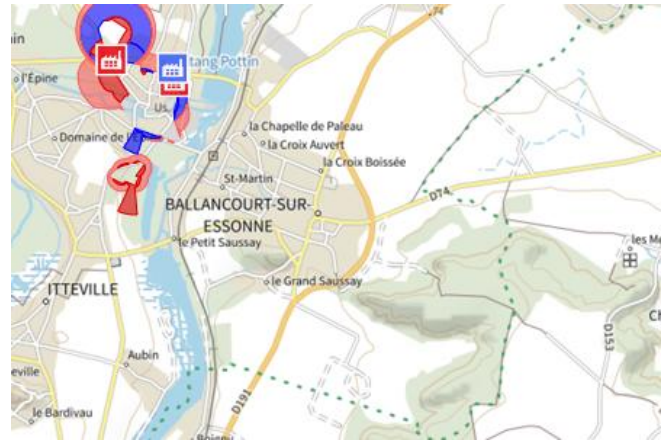 74
ain
l'Épine
tang Pottin
Us.
Domaine de l'É
la Chapelle de Paleau
la Croix Auvert
la Croix Boissée
St-Martin
D74
BALLANCOURT-SUR-
ESSONNE
le Petit Saussay
les Me
le Grand Saussay
ITTEVILLE
Ch
D153
Aubin
eville
D191
le Bardivau
Boigny